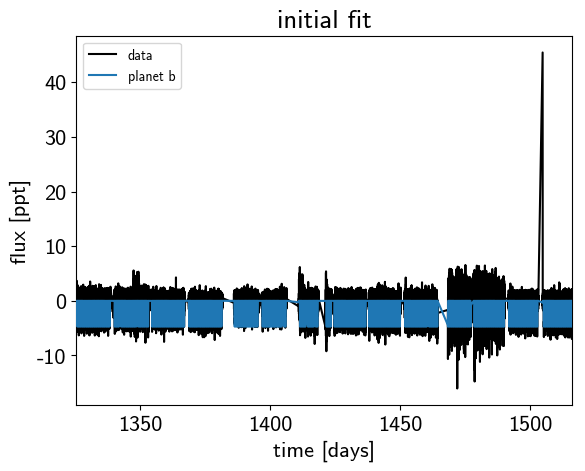 initial fit
data
planet b
flux [ppt]
40
30
20
10
0
-10
1350
1400
1450
1500
time [days]